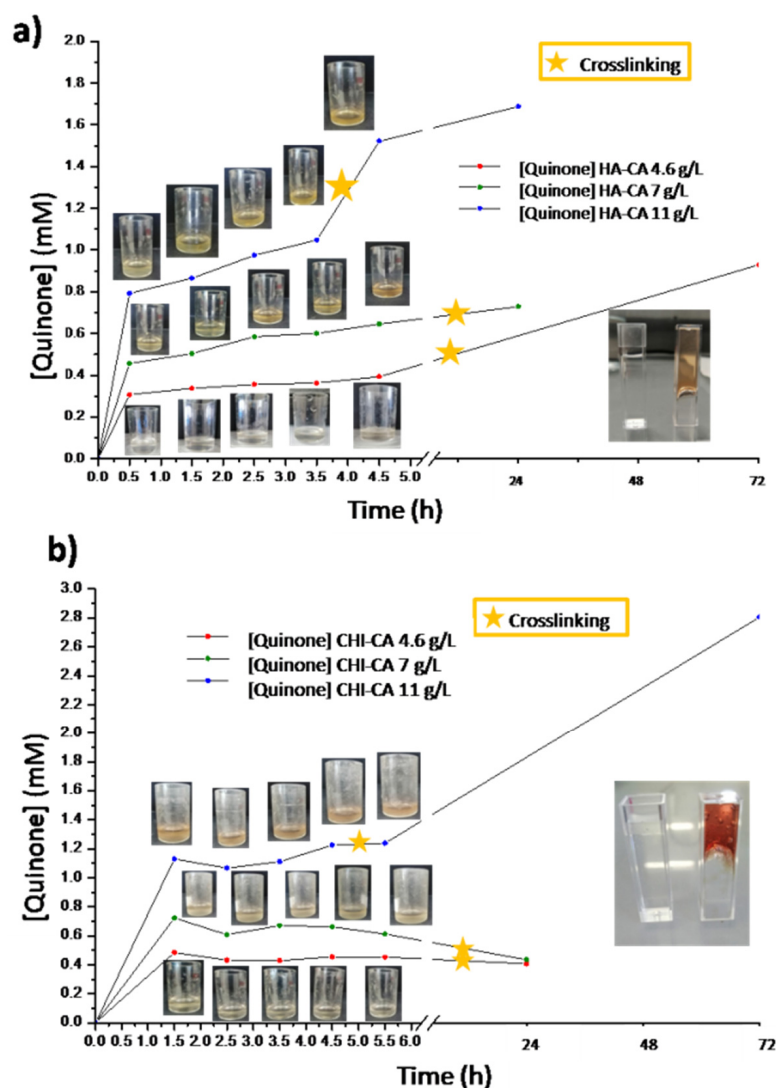 a)
2.0
1.8
1.6
1.4
1.2
1.0
0.8
0.6
0.4
0.2
0.0
[Quinone] (mM)
Crosslinking
[Quinone] HA-CA 4.6 g/L
[Quinone] HA-CA 7 g/L
[Quinone] HA-CA 11 g/L
0.0 0.5 1.0 1.5 2.0 2.5 3.0 3.5 4.0 4.5 5.0 24 48 72
Time (h)
b)
3.0
2.8
2.6
2.4
2.2
2.0
1.8
1.6
1.4
1.2
1.0
0.8
0.6
0.4
0.2
0.0
[Quinone] (mM)
Crosslinking
[Quinone] CHI-CA 4.6 g/L
[Quinone] CHI-CA 7 g/L
[Quinone] CHI-CA 11 g/L
0.0 0.5 1.0 1.5 2.0 2.5 3.0 3.5 4.0 4.5 5.0 5.5 6.0 24 48 72
Time (h)